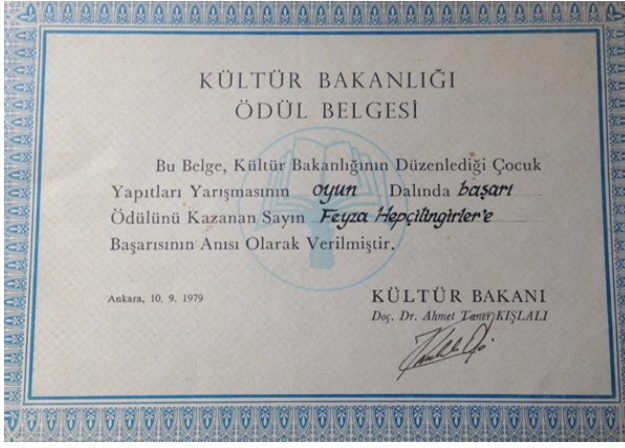 KÜLTÜR BAKANLIĞI
ÖDÜL BELGESİ
Bu Belge, Kültür Bakanlığının Düzenlediği Çocuk
Yapıtları Yarışmasının oyun Dalında başarı
Ödülünü Kazanan Sayın Feyza Hepçilingirler'e
Başarısının Anısı Olarak Verilmiştir.
Ankara, 10. 9. 1979
KÜLTÜR BAKANI
Doç. Dr. Ahmet Taner KIŞLALI